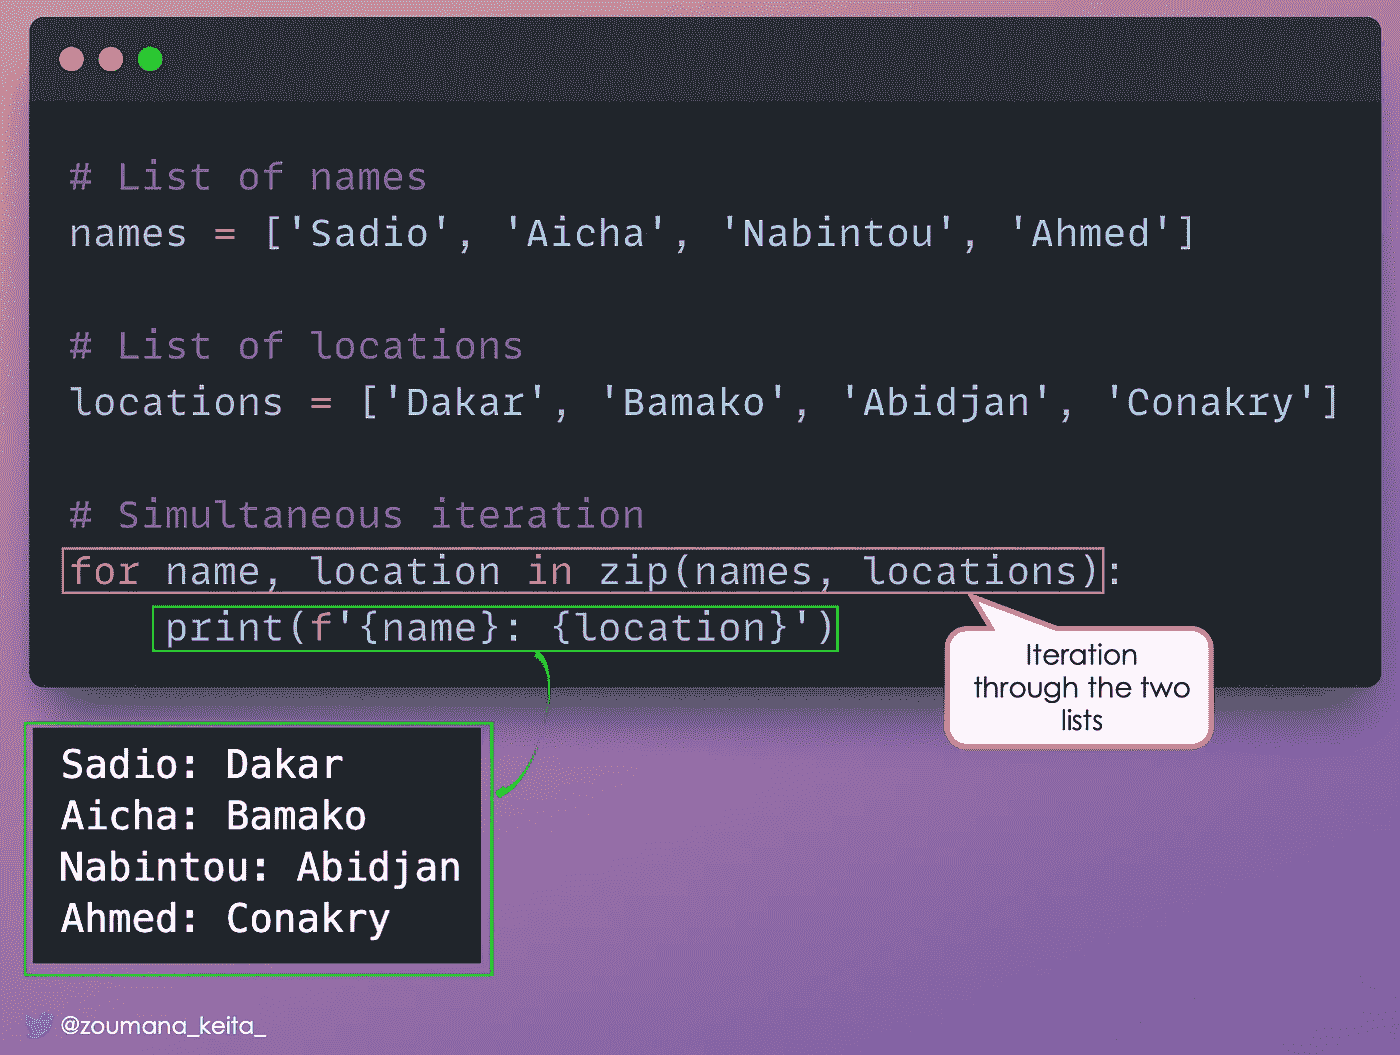 # List of names
names = ['Sadio', 'Aicha', 'Nabintou', 'Ahmed']
# List of locations
locations = ['Dakar', 'Bamako', 'Abidjan', 'Conakry']
# Simultaneous iteration
for name, location in zip(names, locations):
print(f'{name}: {location}')
Iteration
through the two
lists
Sadio: Dakar
Aicha: Bamako
Nabintou: Abidjan
Ahmed: Conakry
@zoumana_keita_